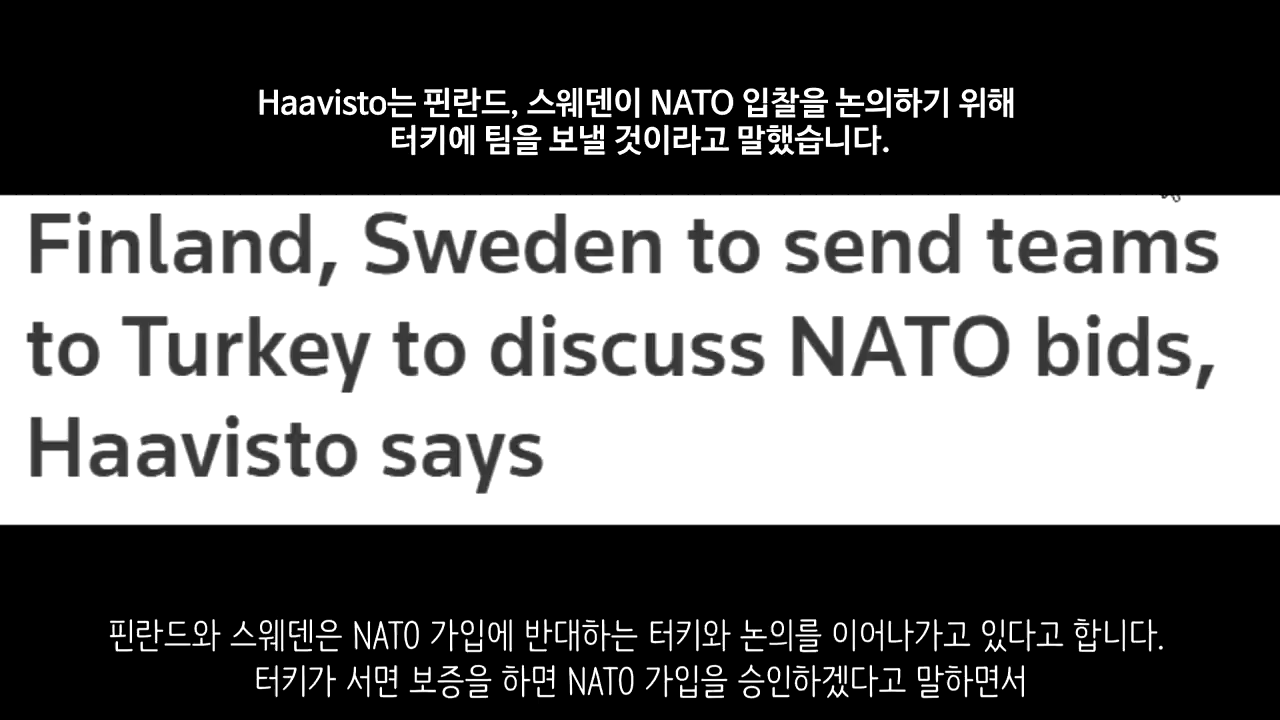 Haavisto는 핀란드, 스웨덴이 NATO 입찰을 논의하기 위해
터키에 팀을 보낼 것이라고 말했습니다.
Finland, Sweden to send teams
to Turkey to discuss NATO bids,
Haavisto says
핀란드와 스웨덴은 NATO 가입에 반대하는 터키와 논의를 이어나가고 있다고 합니다.
터키가 서면 보증을 하면 NATO 가입을 승인하겠다고 말하면서